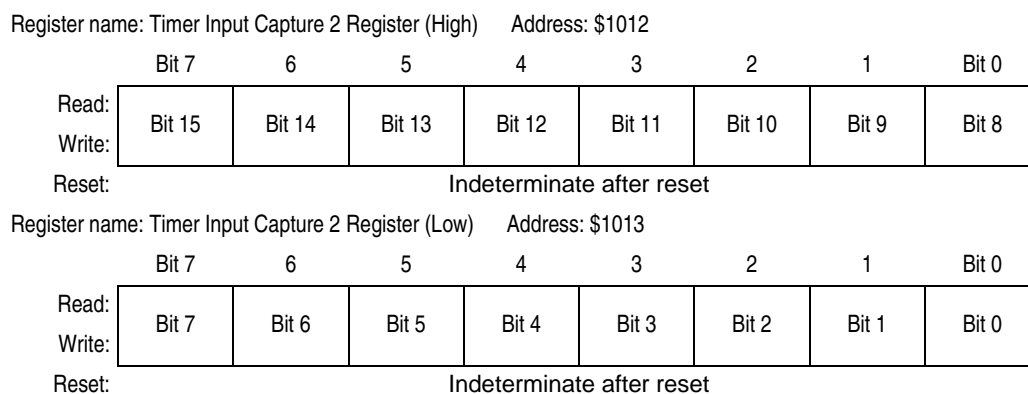 Register name: Timer Input Capture 2 Register (High) Address: $1012
Bit 7 6 5 4 3 2 1 Bit 0
Read:
Bit 15 Bit 14 Bit 13 Bit 12 Bit 11 Bit 10 Bit 9 Bit 8
Write:
Reset: Indeterminate after reset
Register name: Timer Input Capture 2 Register (Low) Address: $1013
Bit 7 6 5 4 3 2 1 Bit 0
Read:
Bit 7 Bit 6 Bit 5 Bit 4 Bit 3 Bit 2 Bit 1 Bit 0
Write:
Reset: Indeterminate after reset